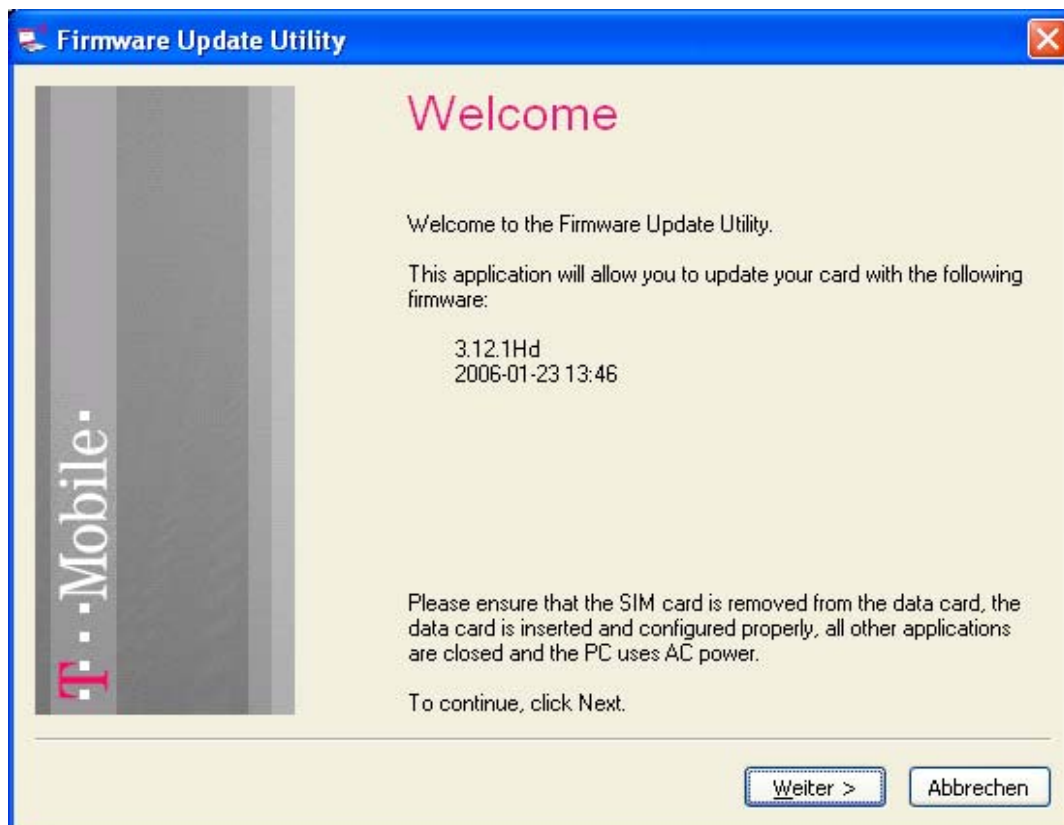 Firmware Update Utility
T··Mobile·
Welcome
Welcome to the Firmware Update Utility.
This application will allow you to update your card with the following
firmware:
3.12.1Hd
2006-01-23 13:46
Please ensure that the SIM card is removed from the data card, the
data card is inserted and configured properly, all other applications
are closed and the PC uses AC power.
To continue, click Next.
Weiter >
Abbrechen